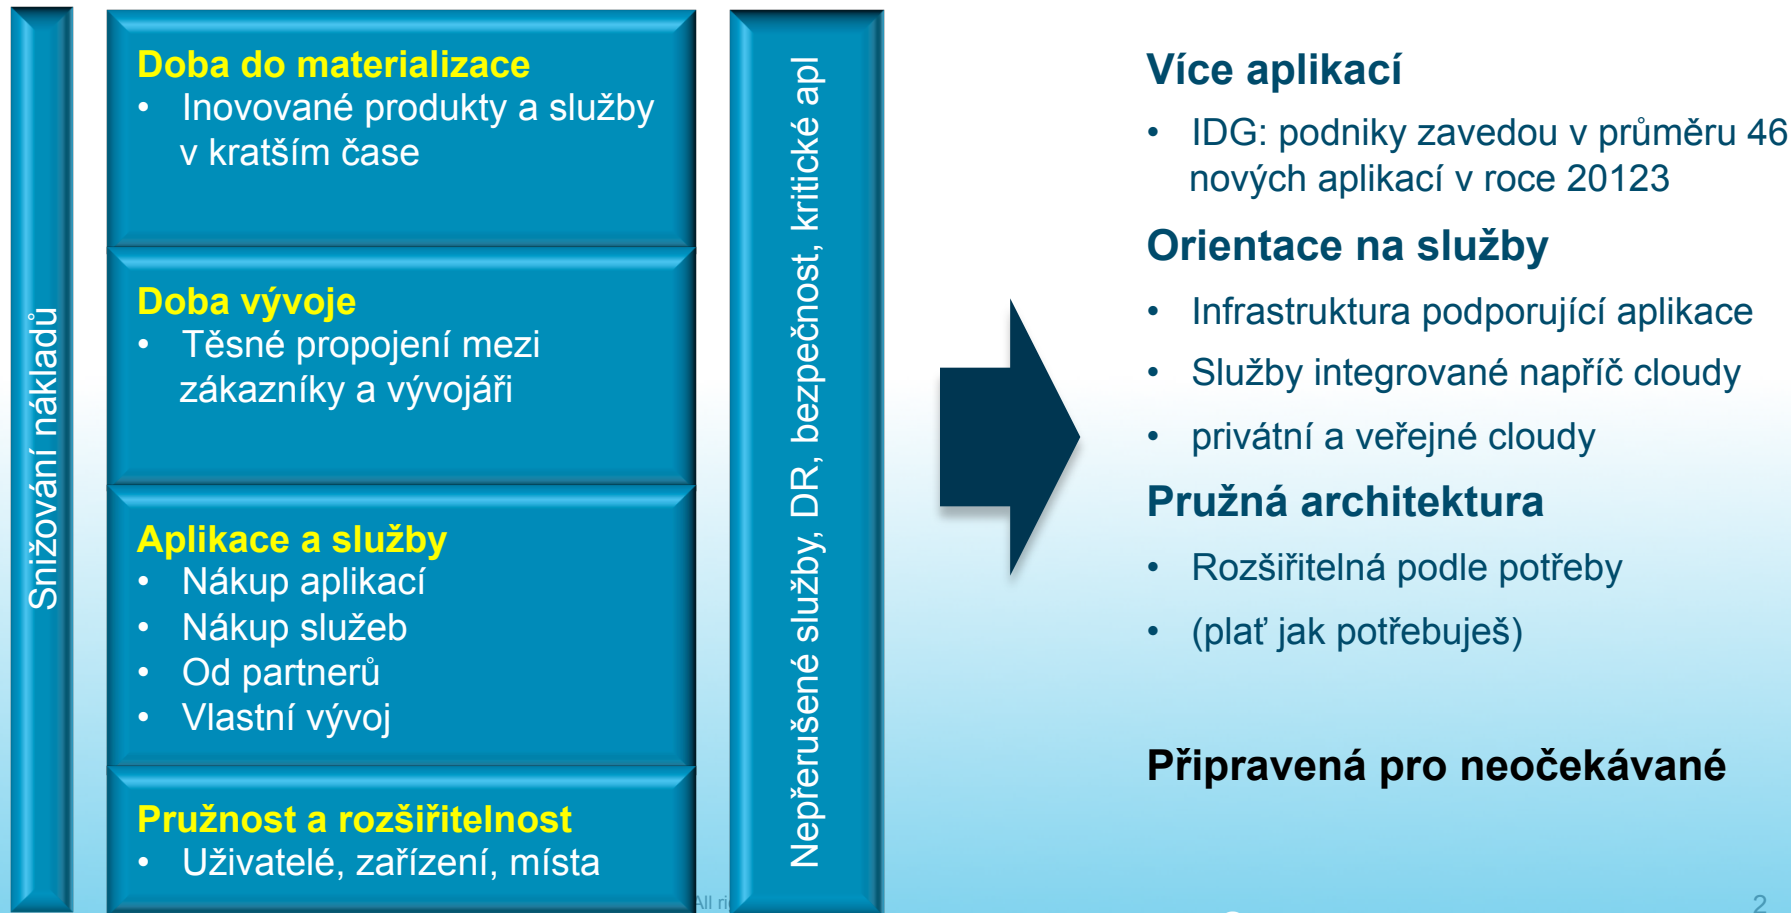 Snižování nákladů
Doba do materializace
• Inovované produkty a služby
v kratším čase
Doba vývoje
• Těsné propojení mezi
zákazníky a vývojáři
Aplikace a služby
• Nákup aplikací
• Nákup služeb
• Od partnerů
• Vlastní vývoj
Pružnost a rozšiřitelnost
• Uživatelé, zařízení, místa
Nepřerušené služby, DR, bezpečnost, kritické apl
Více aplikací
• IDG: podniky zavedou v průměru 46
nových aplikací v roce 20123
Orientace na služby
• Infrastruktura podporující aplikace
• Služby integrované napříč cloudy
• privátní a veřejné cloudy
Pružná architektura
• Rozšiřitelná podle potřeby
• (plať jak potřebuješ)
Připravená pro neočekávané
All
2